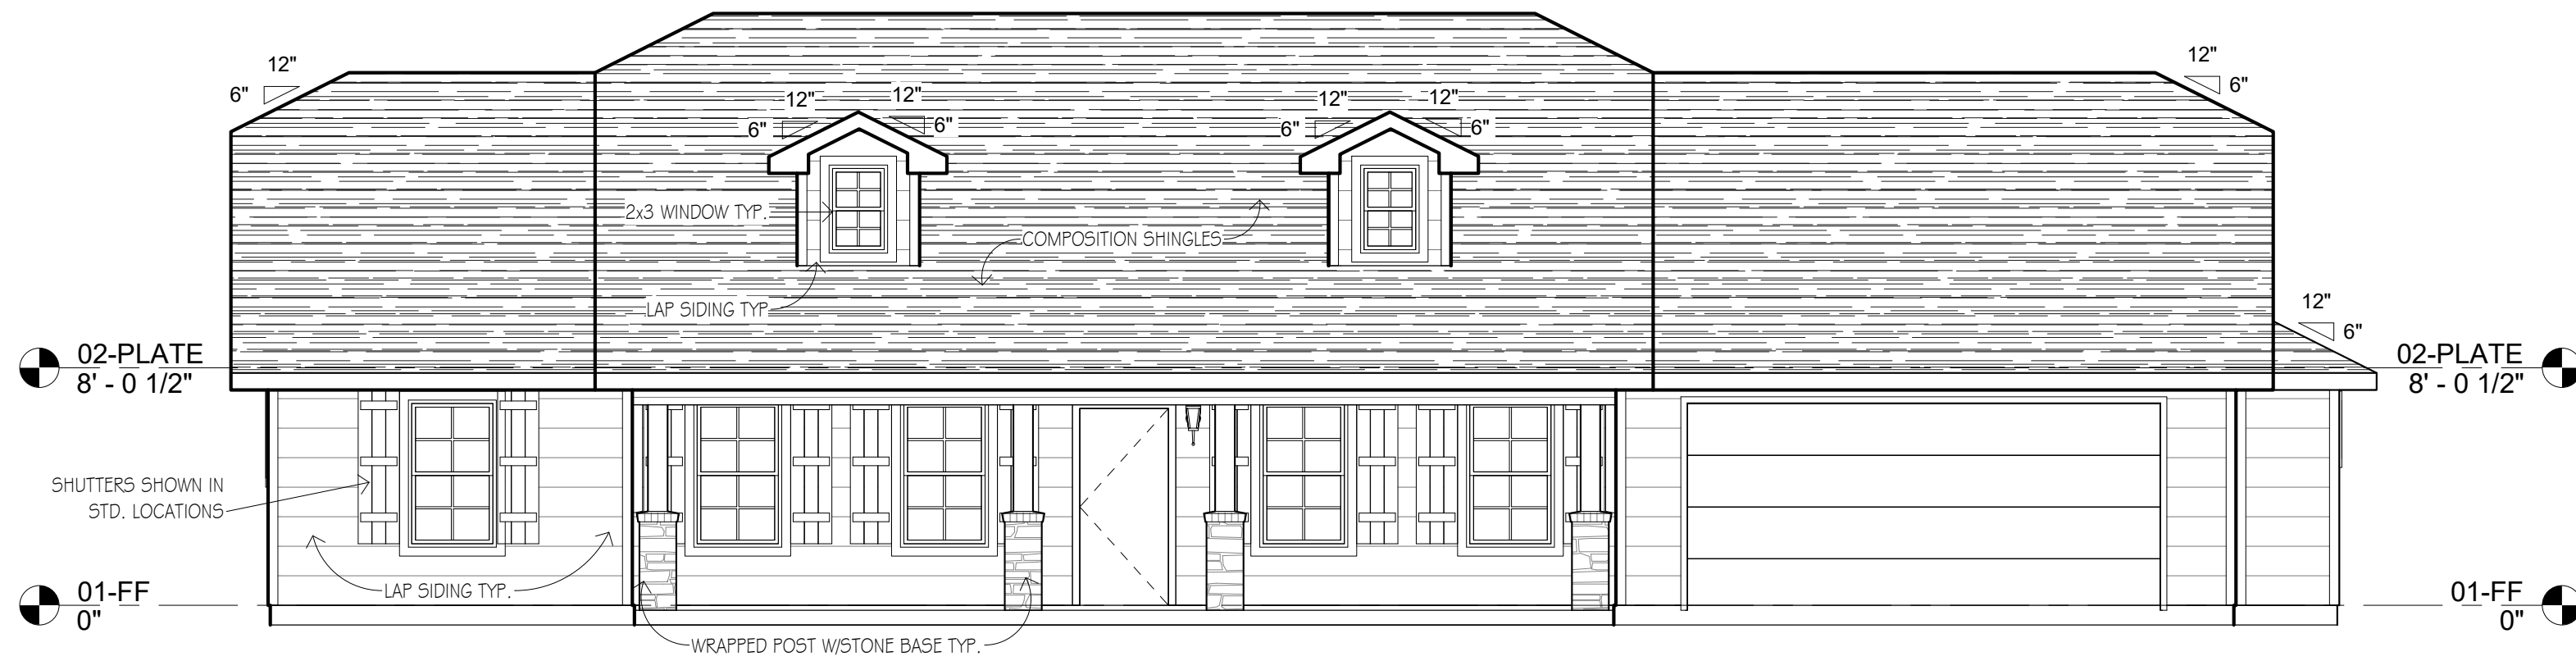 12"
6"
12"
6"
12"
6"
12"
6"
12"
6"
12"
6"
2x3 WINDOW TYP.
COMPOSITION SHINGLES
LAP SIDING TYP
12"
6"
02-PLATE
8' - 0 1/2"
02-PLATE
8' - 0 1/2"
SHUTTERS SHOWN IN
STD. LOCATIONS
LAP SIDING TYP.
01-FF
0"
01-FF
0"
WRAPPED POST W/STONE BASE TYP.